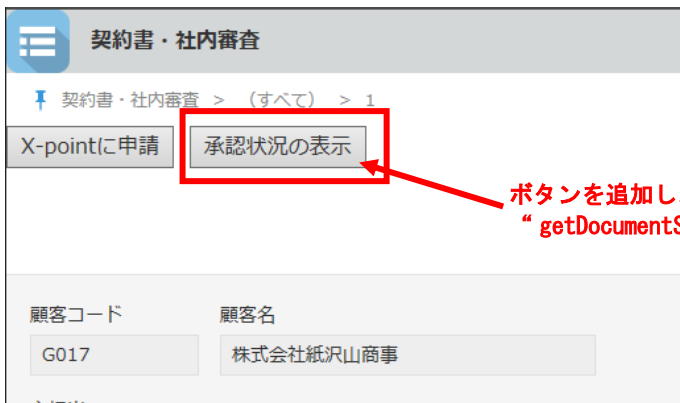 契約書・社内審査
契約書・社内審査 > (すべて) > 1
X-pointに申請 承認状況の表示
ボタンを追加し
“ getDocumentS
顧客コード 顧客名
G017 株式会社紙沢山商事